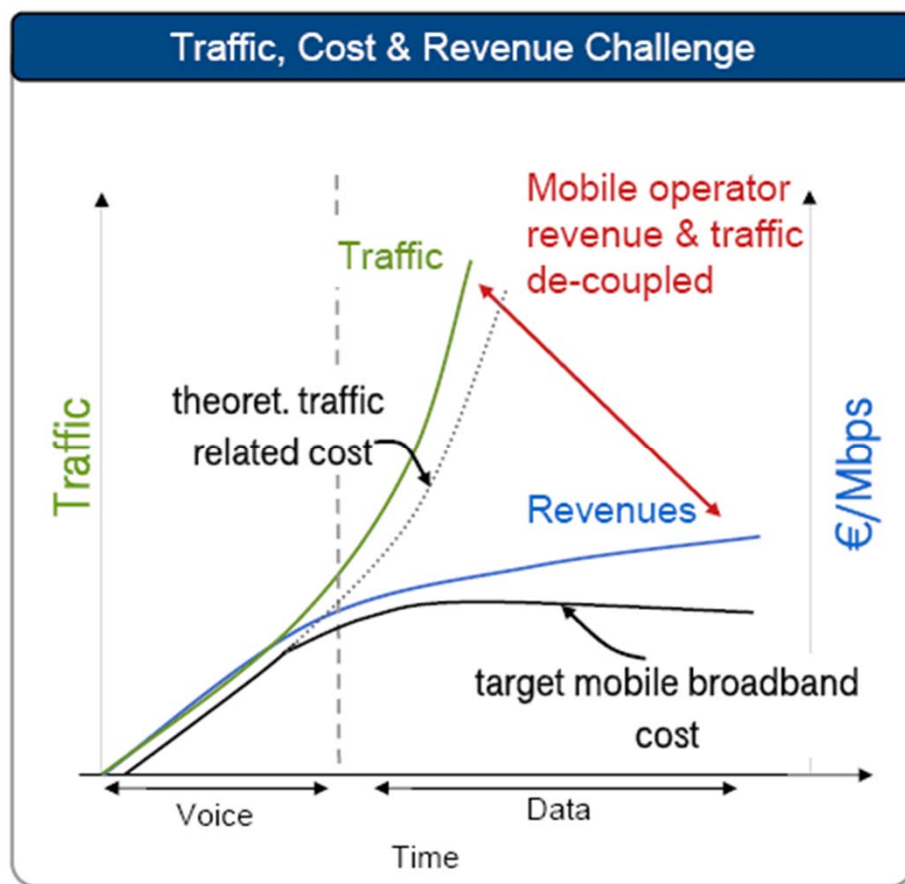 Traffic, Cost & Revenue Challenge
Mobile operator
revenue & traffic
de-coupled
Traffic
theoret. traffic
related cost
Traffic
€/Mbps
Revenues
target mobile broadband
cost
Voice
Data
Time